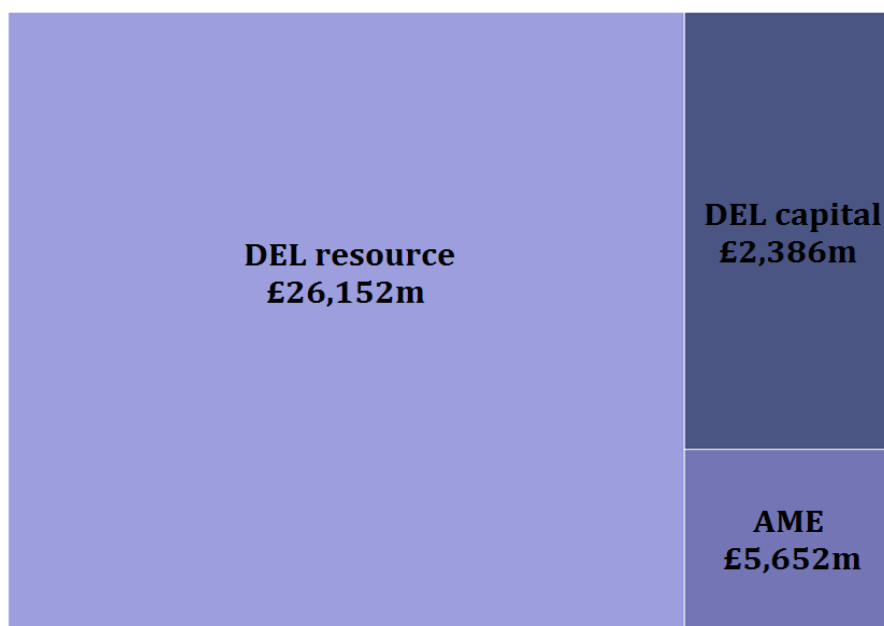 DEL resource
£26,152m
DEL capital
£2,386m
AME
£5,652m